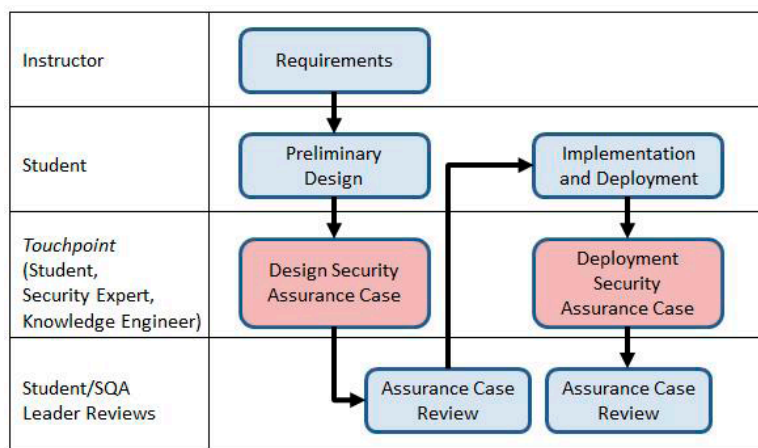 Instructor
Requirements
Student
Preliminary
Design
Implementation
and Deployment
Touchpoint
(Student,
Security Expert,
Knowledge Engineer)
Design Security
Assurance Case
Deployment
Security
Assurance Case
Student/SQA
Leader Reviews
Assurance Case
Review
Assurance Case
Review